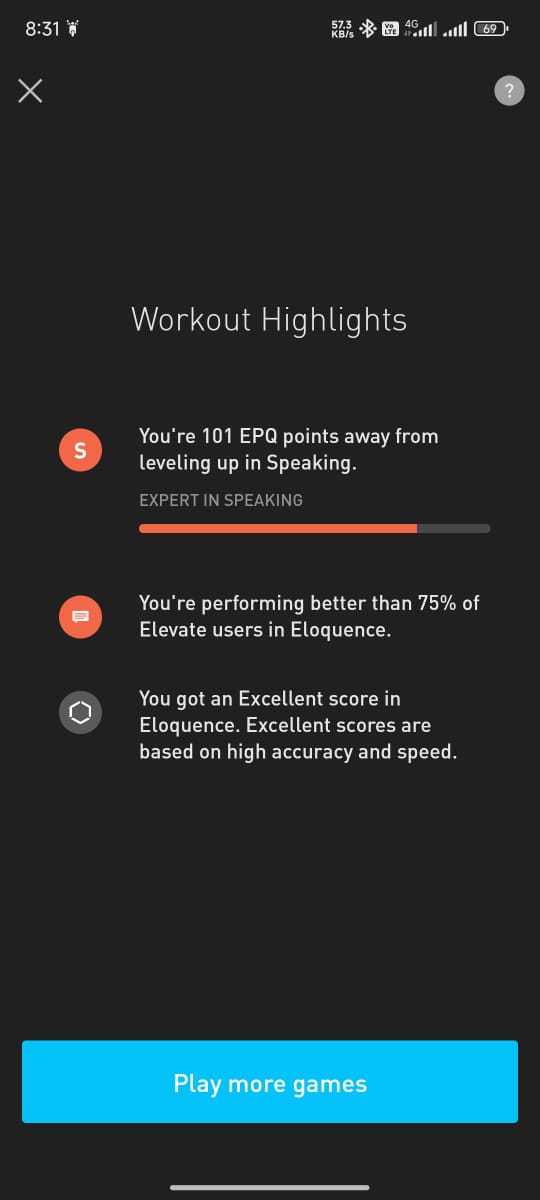 8:31
57.3
KB/s
Vo
LTE
4G
69
?
Workout Highlights
S
You're 101 EPQ points away from
leveling up in Speaking.
EXPERT IN SPEAKING
You're performing better than 75% of
Elevate users in Eloquence.
You got an Excellent score in
Eloquence. Excellent scores are
based on high accuracy and speed.
Play more games